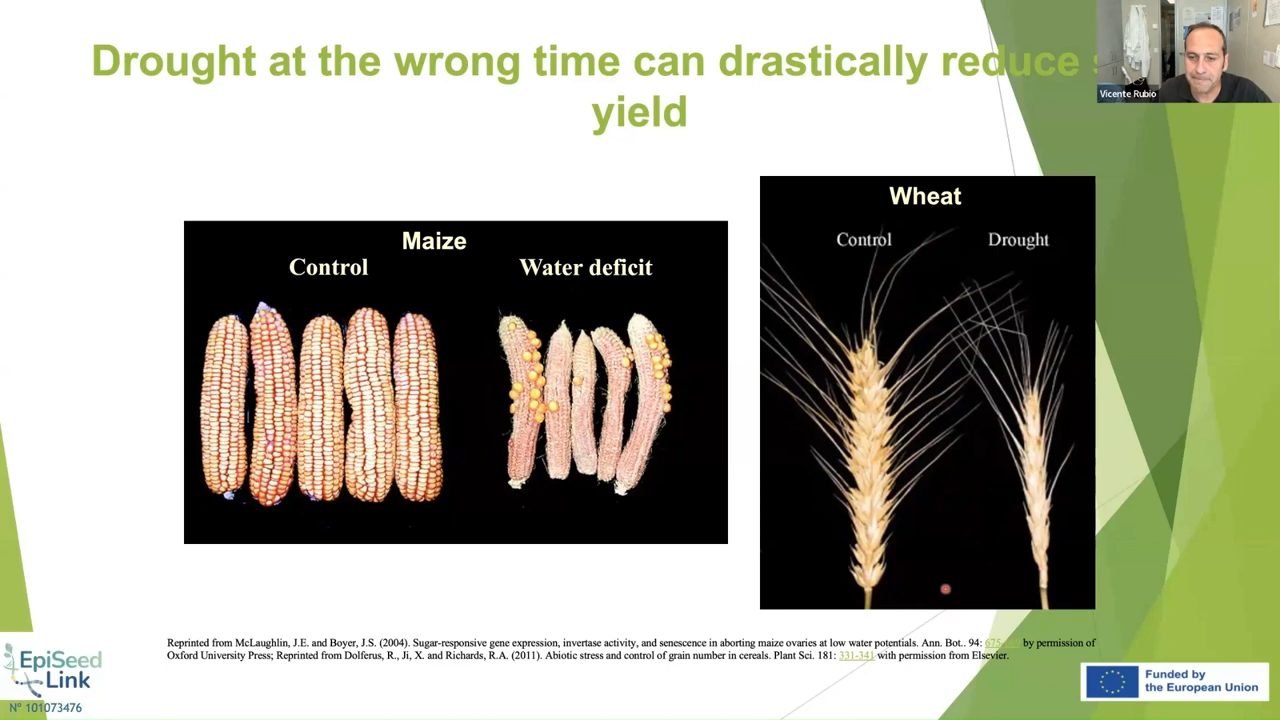 Drought at the wrong time can drastically reduce
yield
Vicente Rubio
Maize
Control
Water deficit
Wheat
Control
Drought
Reprinted from McLaughlin, J.E. and Boyer, J.S. (2004). Sugar-responsive gene expression, invertase activity, and senescence in aborting maize ovaries at low water potentials. Ann. Bot.. 94: 675- by permission of
Oxford University Press; Reprinted from Dolferus, R., Ji, X. and Richards, R.A. (2011). Abiotic stress and control of grain number in cereals. Plant Sci. 181: 331-341 with permission from Elsevier.
EpiSeed
Link
Nº 101073476
Funded by
the European Union